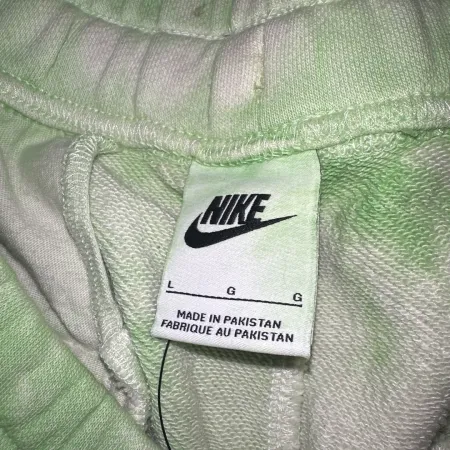 NIKE
L G G
MADE IN PAKISTAN
FABRIQUE AU PAKISTAN